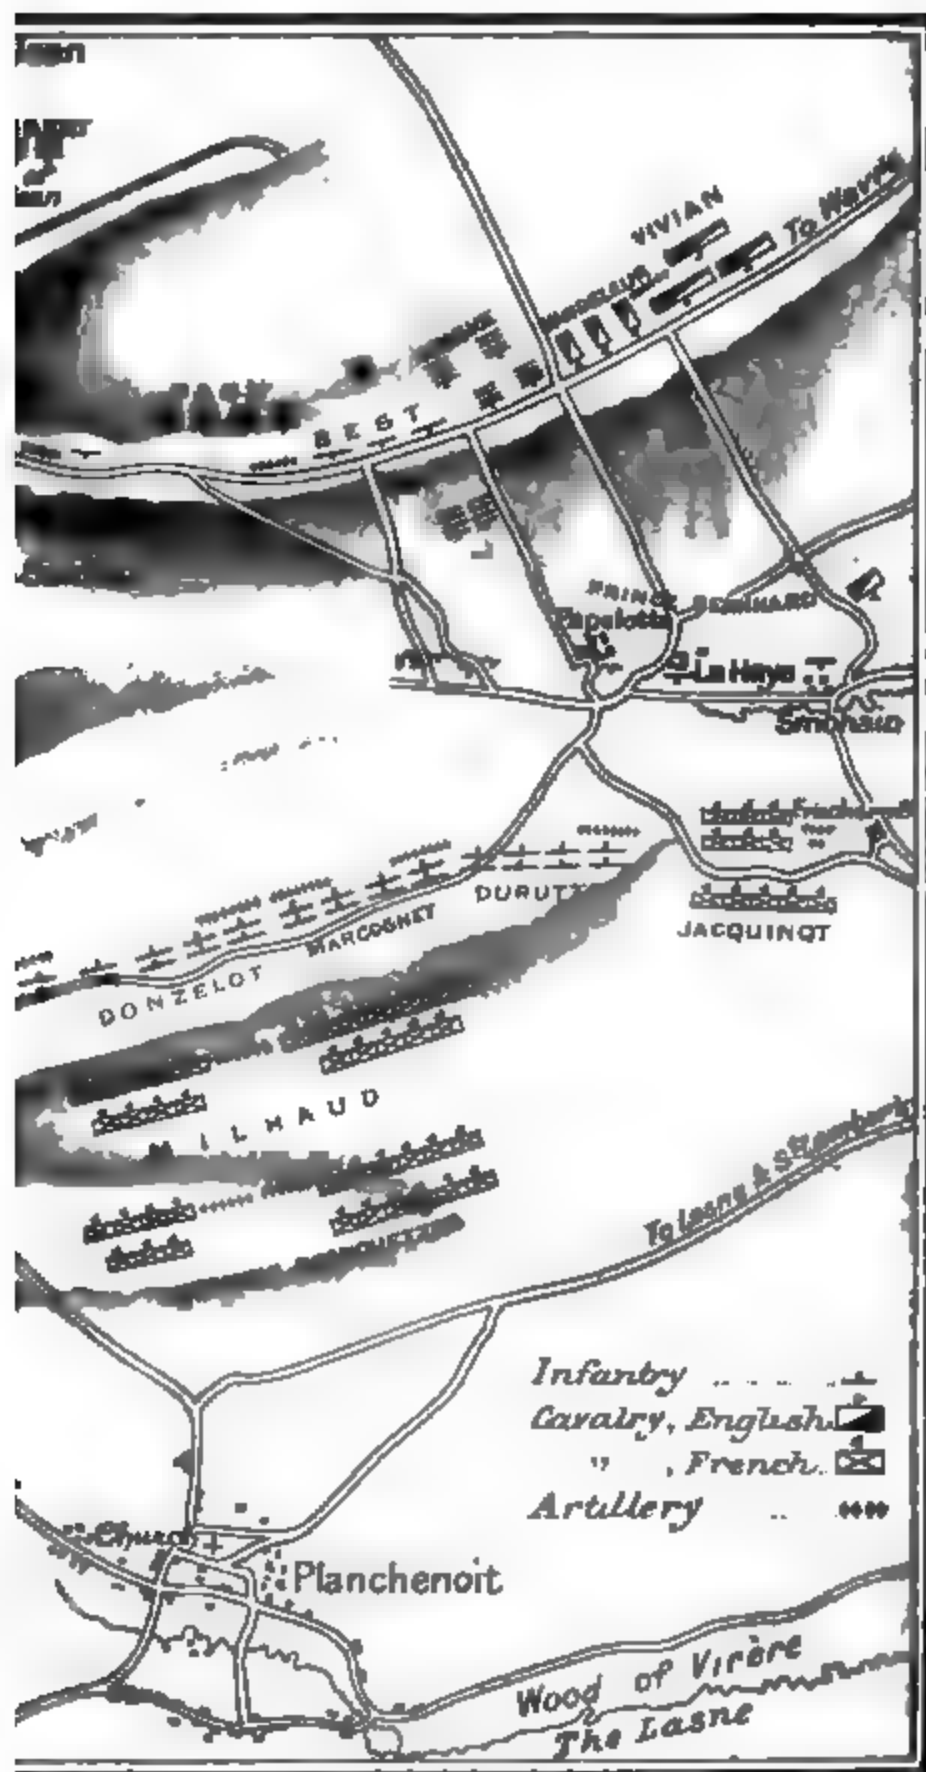 VIVIAN
To Wavre
BEST
PRINCE BERNHARD
Papelotte
La Haye
Smohain
DURUTT
MARCOGNET
JACQUINOT
DONZELOT
MILHAUD
To Lasne & St Lambert
Infantry
Cavalry, English
" , French
Artillery
Church
Planchenoit
Wood of Virère
The Lasne